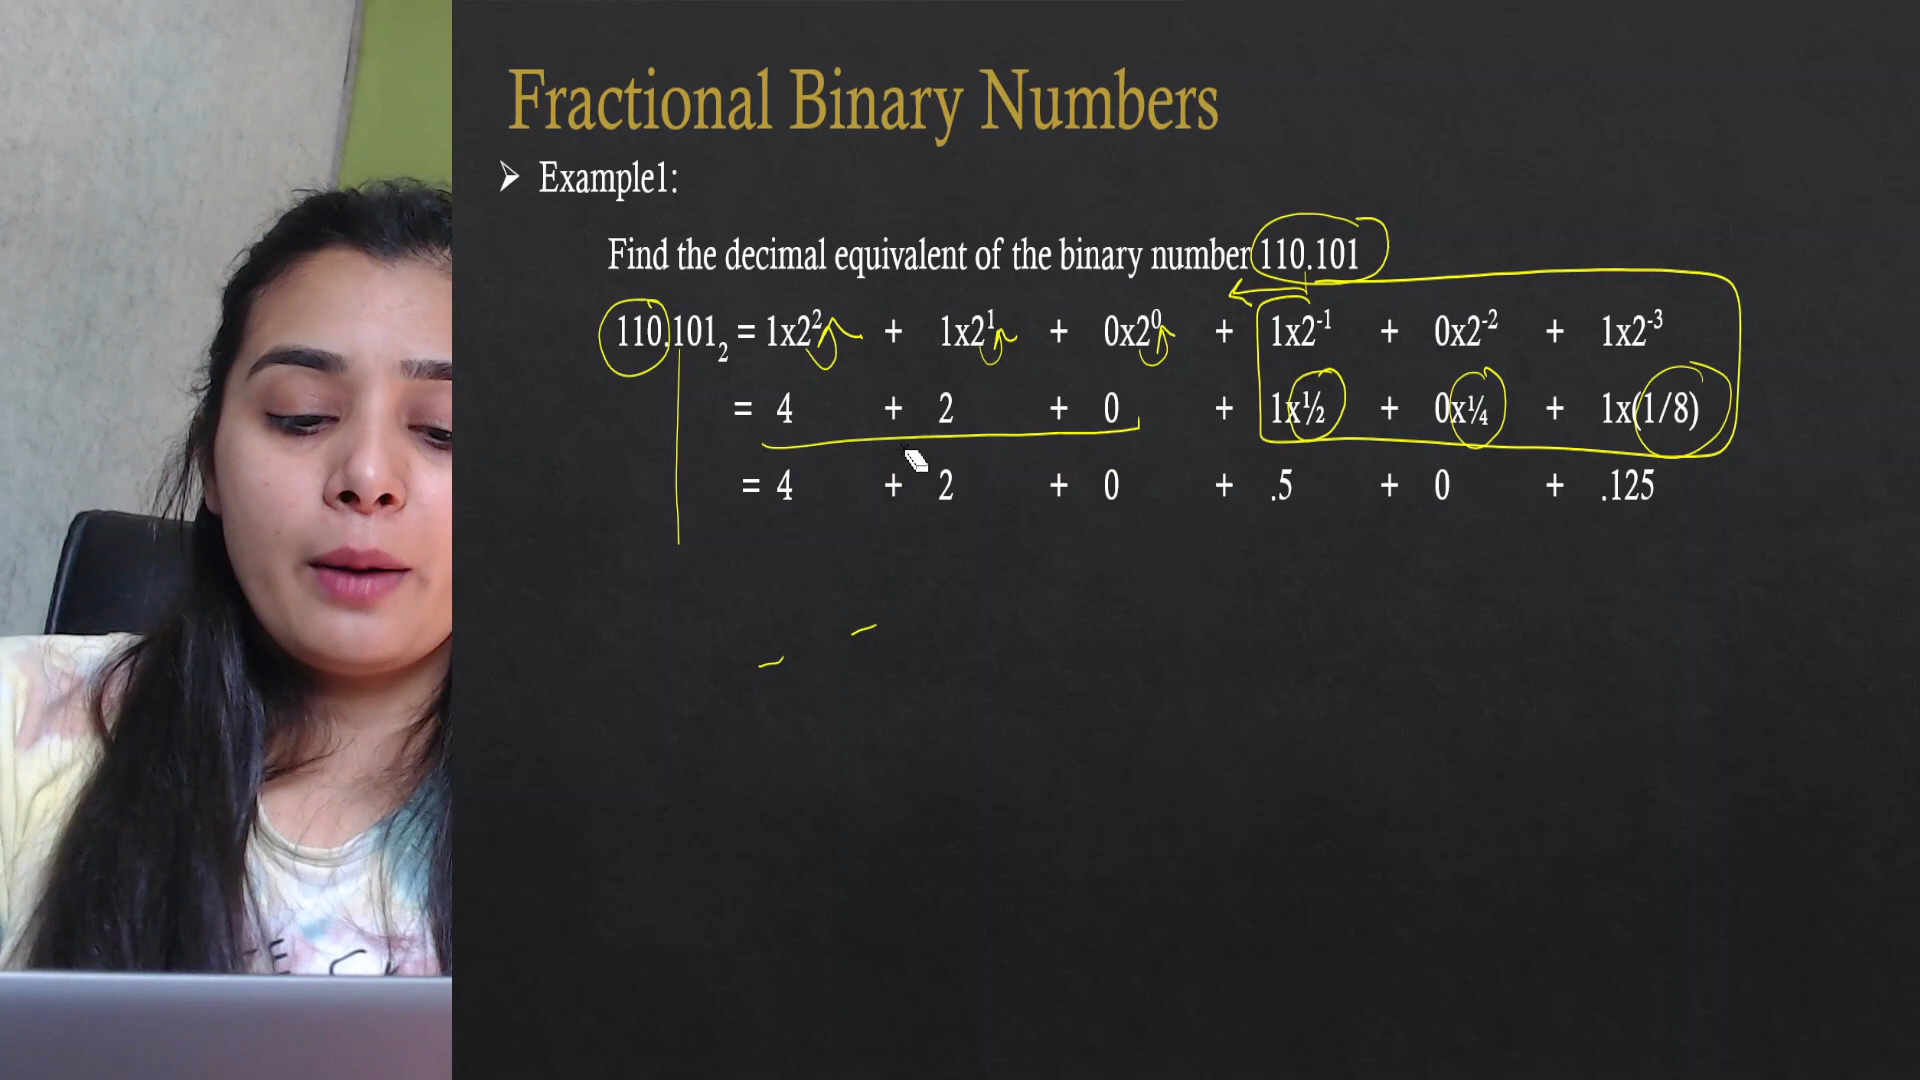 Fractional Binary Numbers
➢ Example1:
Find the decimal equivalent of the binary number 110.101
110.101₂ = 1x2² + 1x2¹ + 0x2⁰ + 1x2⁻¹ + 0x2⁻² + 1x2⁻³
= 4 + 2 + 0 + 1x½ + 0x¼ + 1x(1/8)
= 4 + 2 + 0 + .5 + 0 + .125